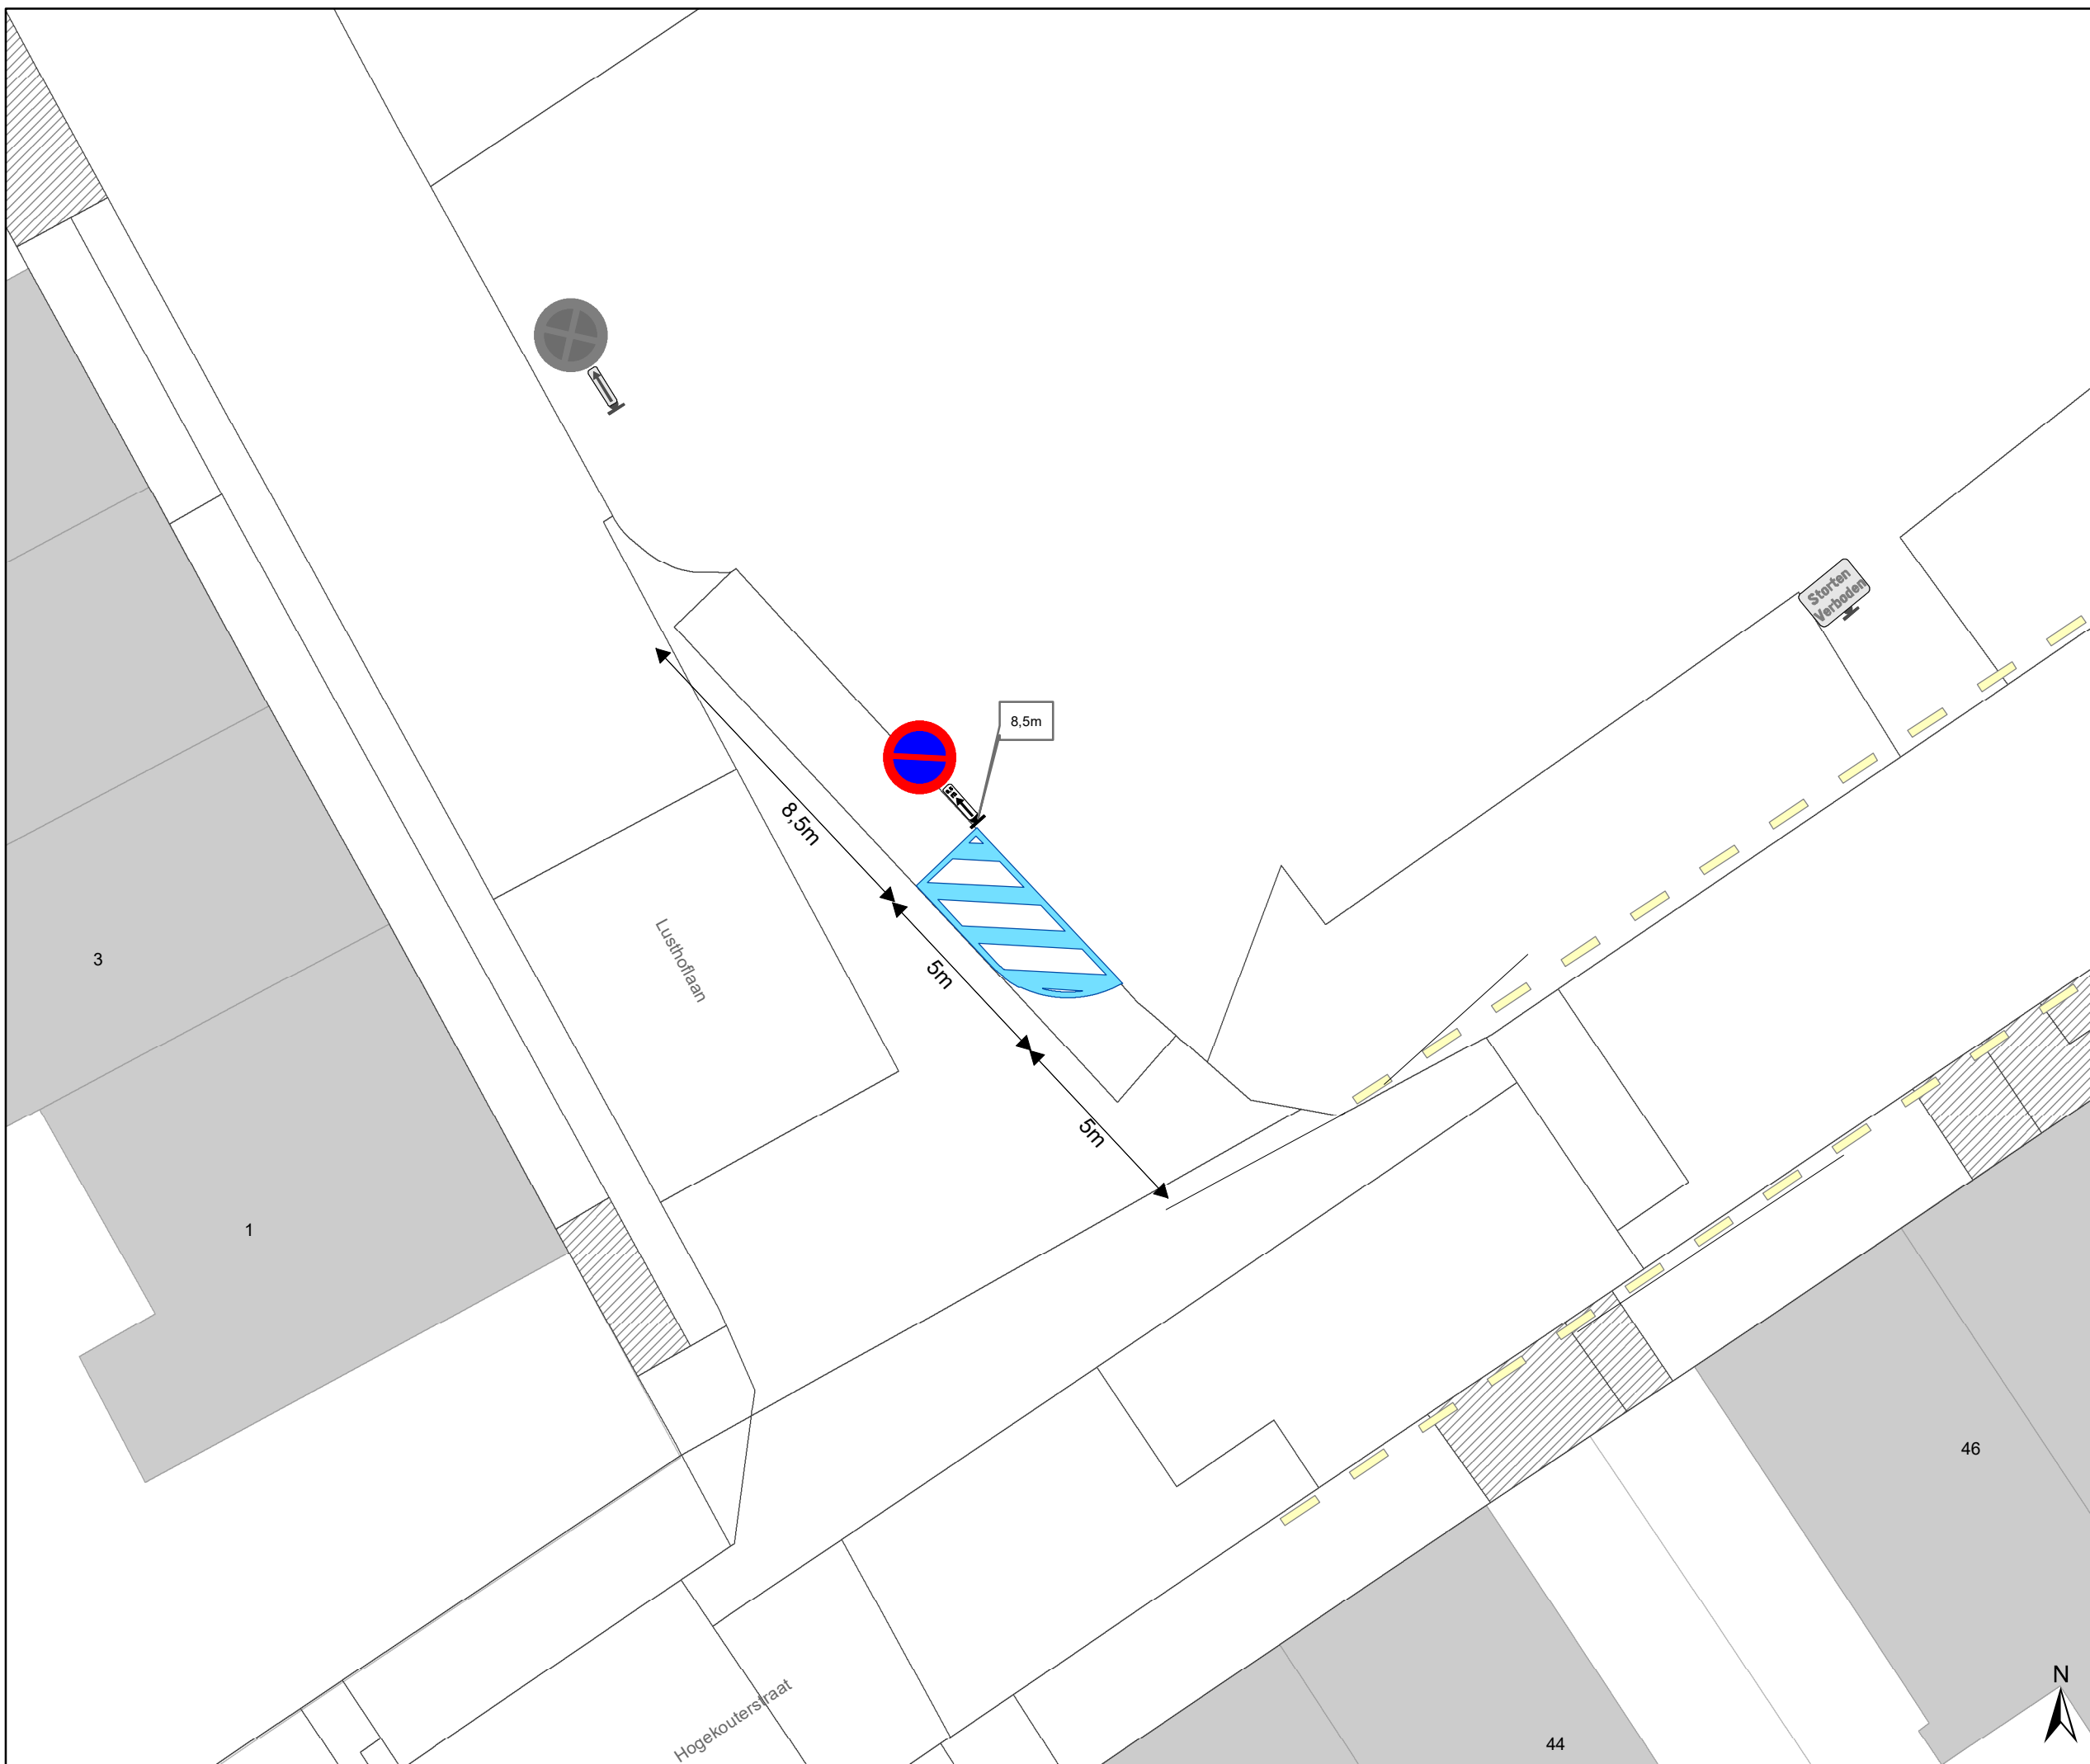 Storten
Verboden
8,5m
8,5m
3
Lusthoflaan
5m
5m
1
46
N
Hogekouterstraat
44